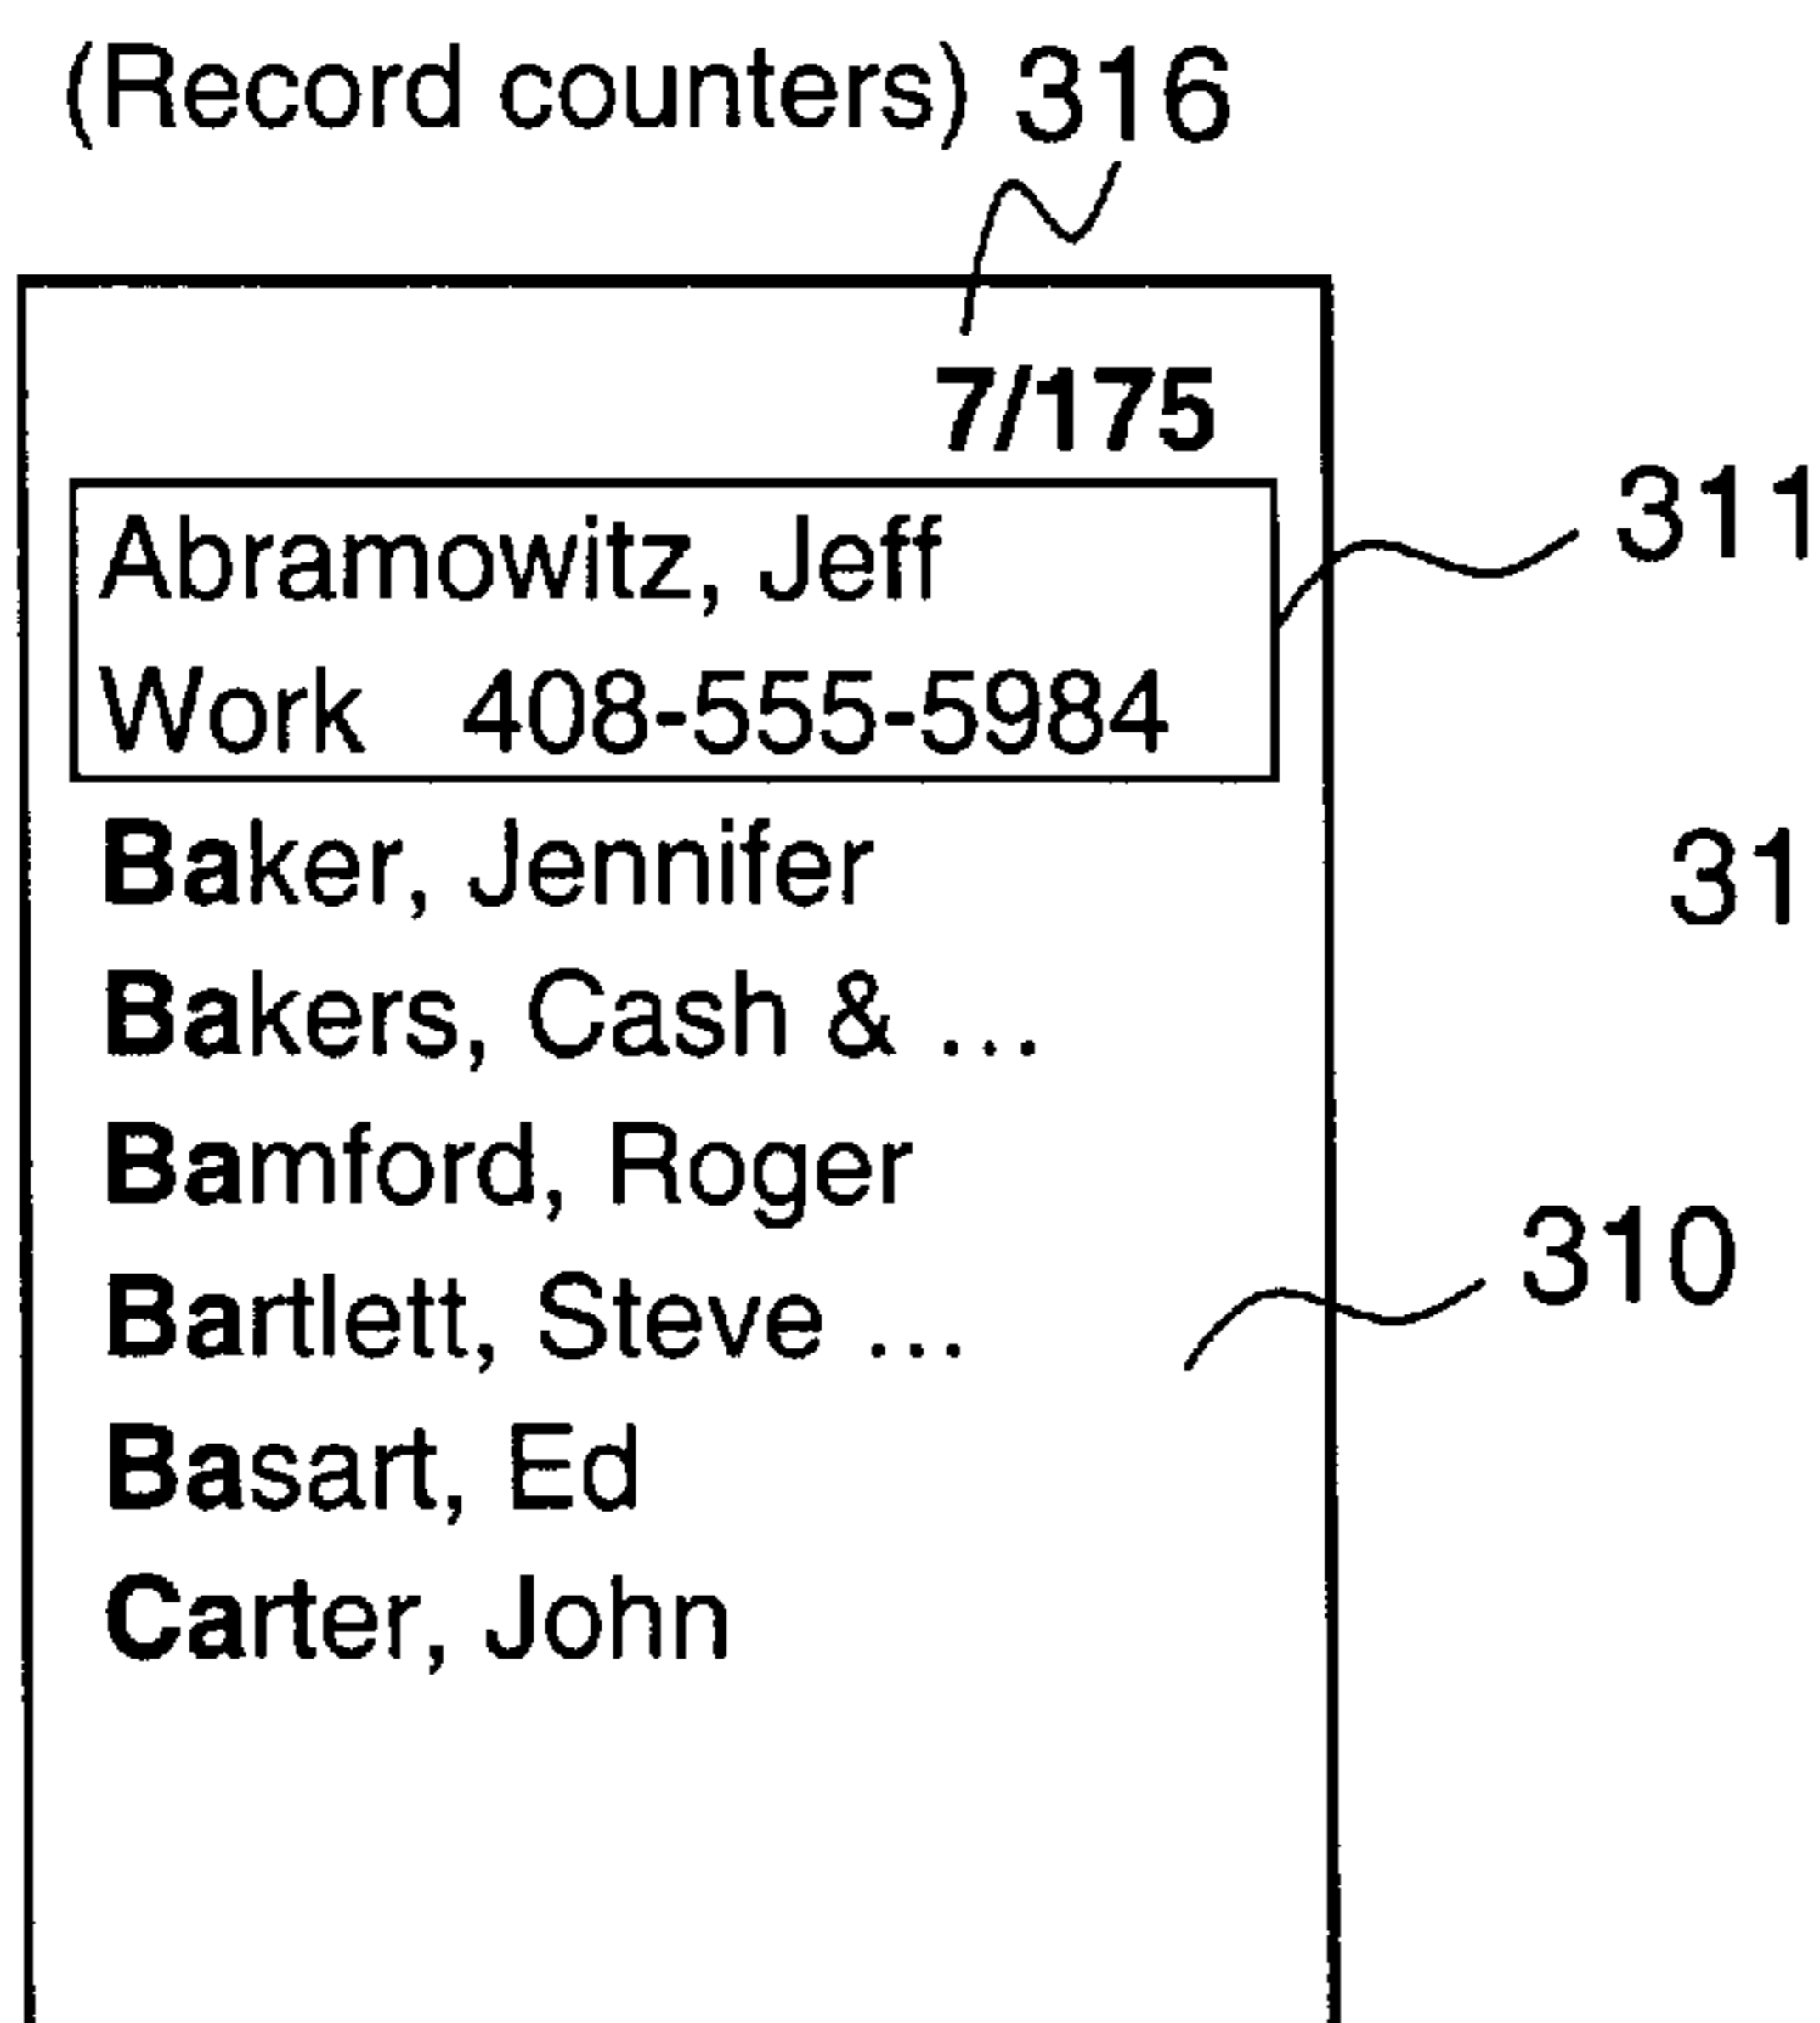 (Record counters) 316
7/175
Abramowitz, Jeff
311
Work 408-555-5984
Baker, Jennifer
31
Bakers, Cash & ...
Bamford, Roger
310
Bartlett, Steve ...
Basart, Ed
Carter, John